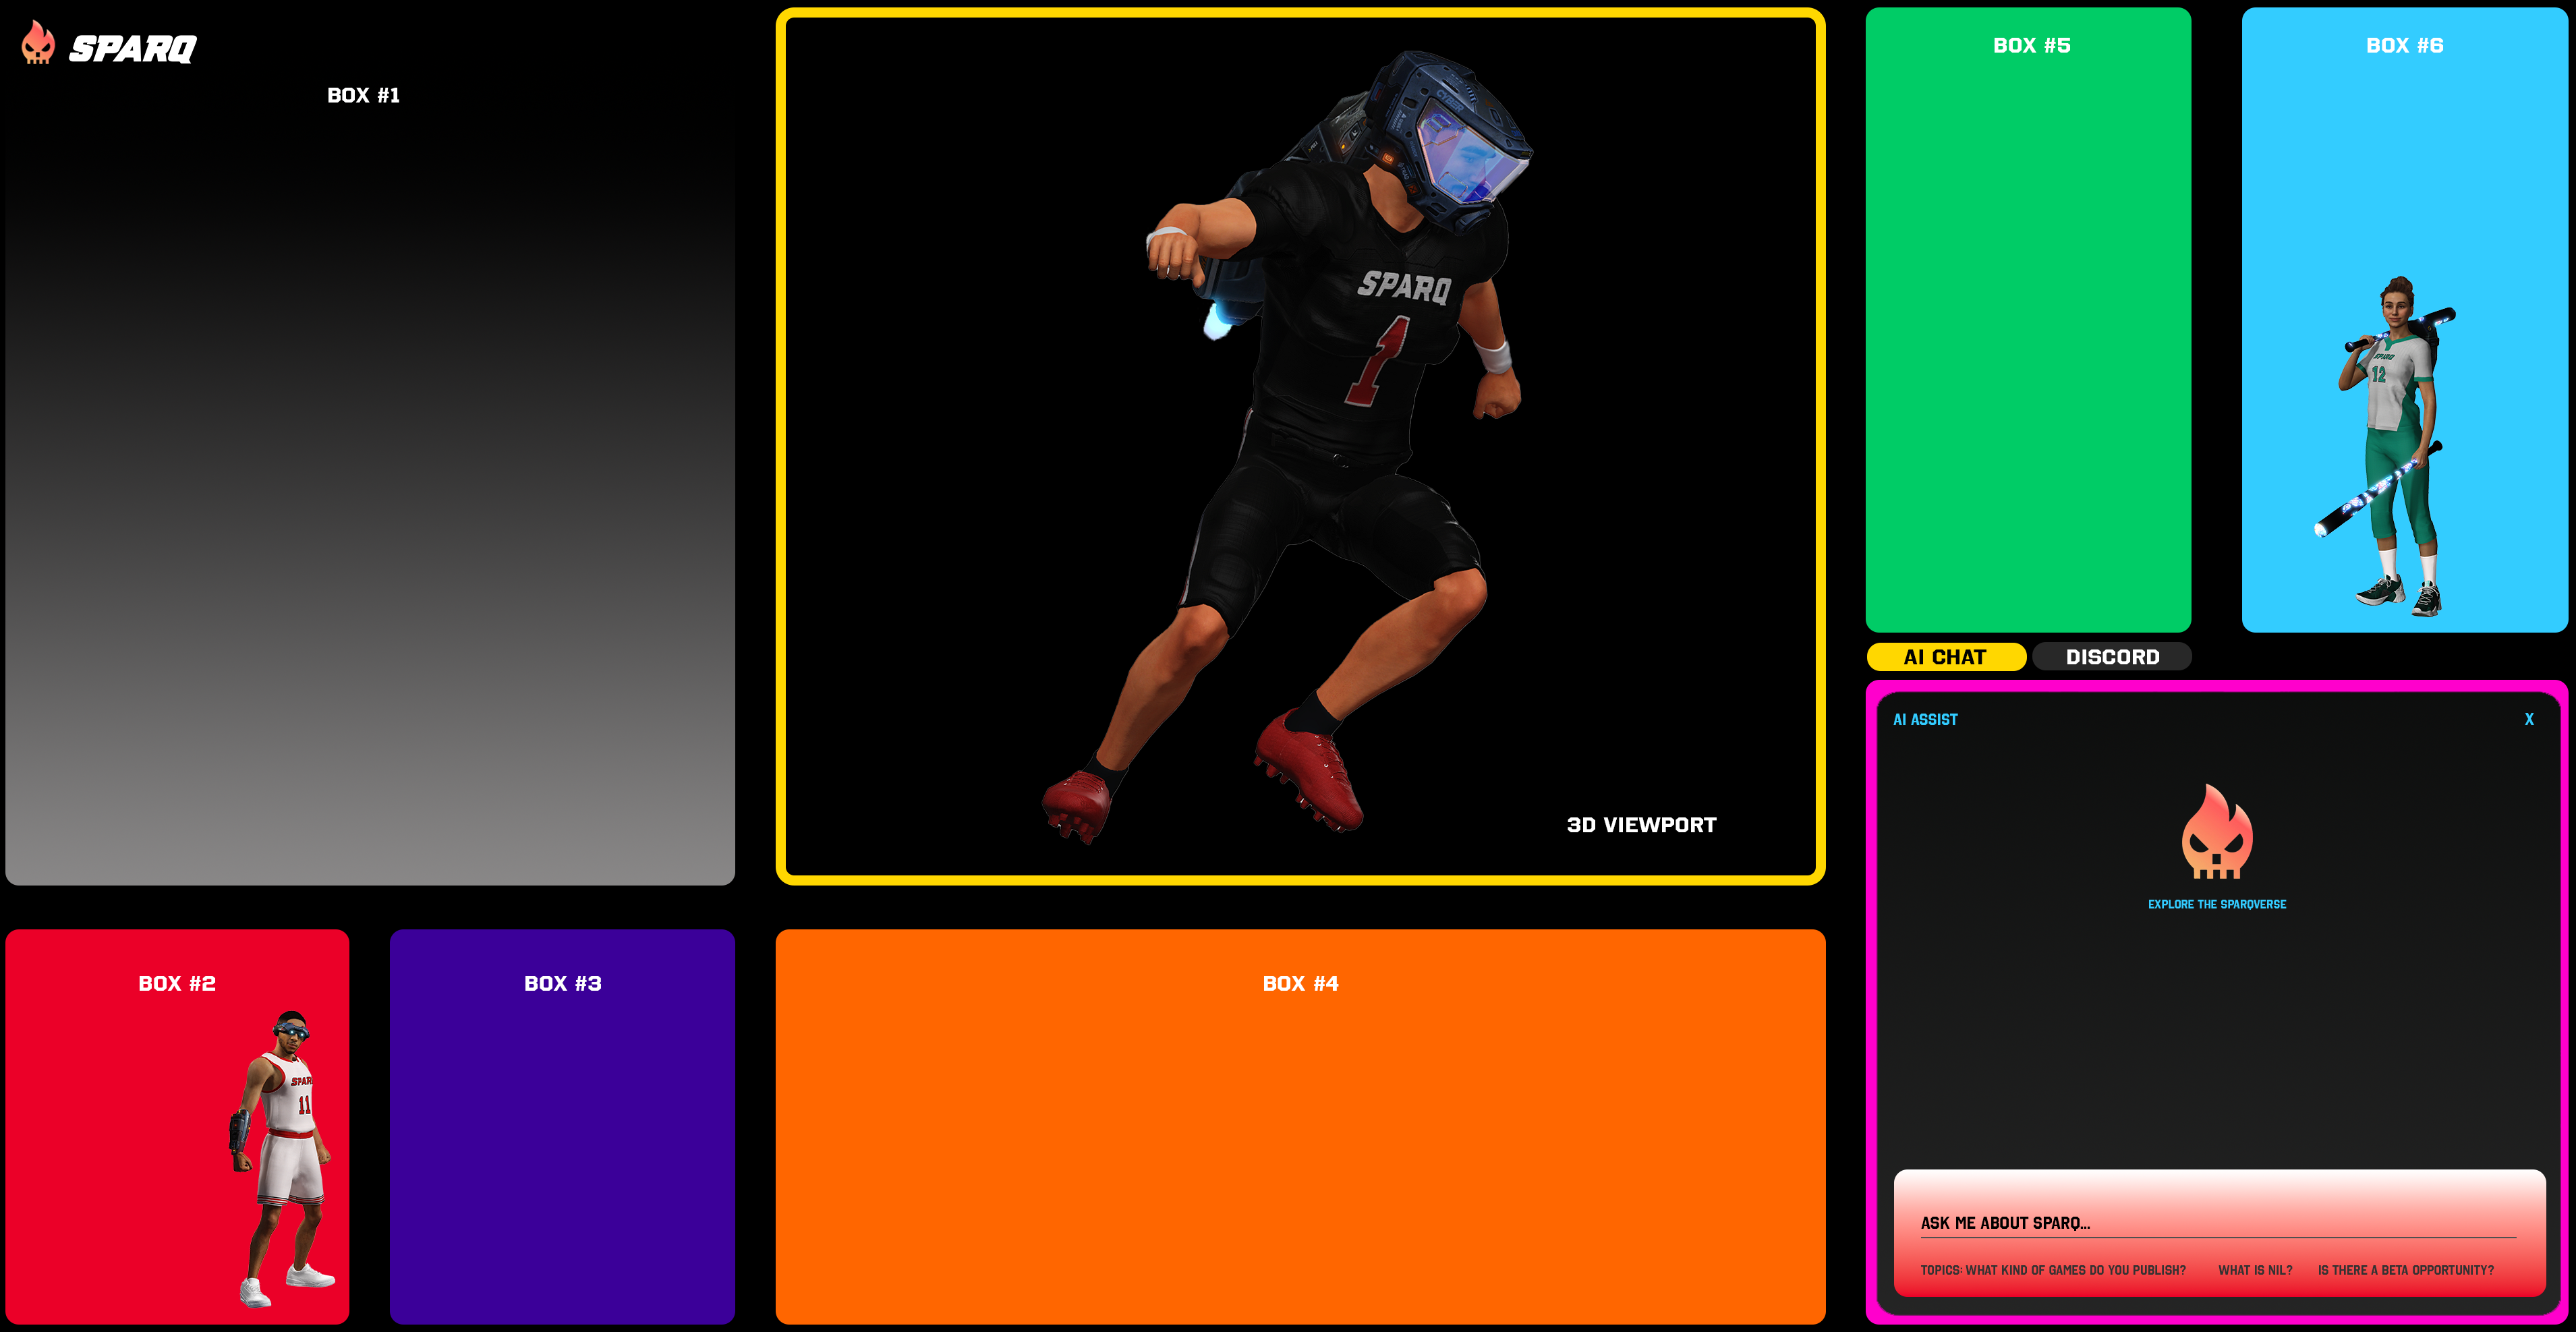 SPARQ
BOX #1
CYBER
SPARQ
1
3D VIEWPORT
BOX #5
BOX #6
SPARQ
12
AI CHAT
DISCORD
AI ASSIST
X
EXPLORE THE SPARQVERSE
ASK ME ABOUT SPARQ...
TOPICS: WHAT KIND OF GAMES DO YOU PUBLISH? WHAT IS NIL? IS THERE A BETA OPPORTUNITY?
BOX #2
SPARQ
11
BOX #3
BOX #4